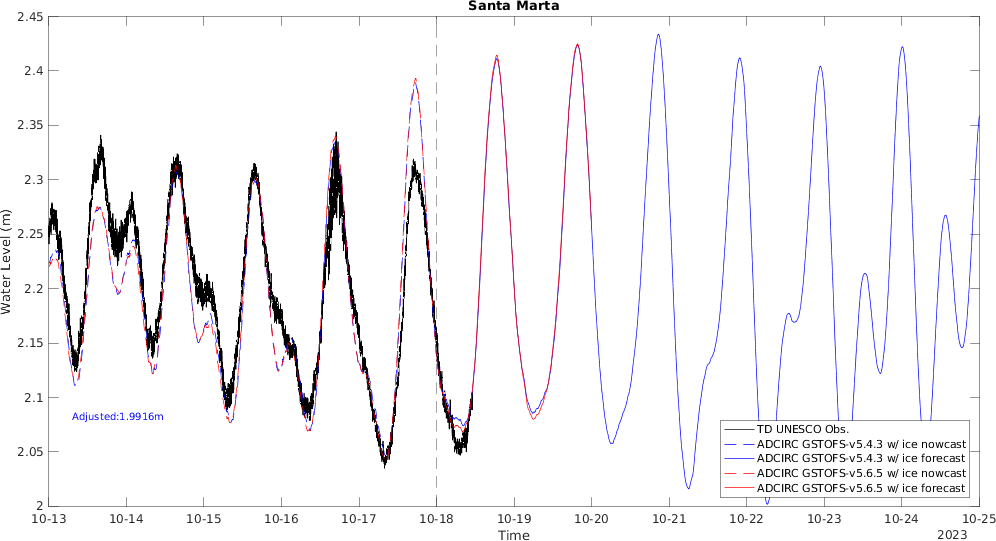 Santa Marta
2.45
2.4
2.35
2.3
2.25
2.2
2.15
2.1
2.05
2
Water Level (m)
Adjusted:1.9916m
TD UNESCO Obs.
ADCIRC GSTOFS-v5.4.3 w/ ice nowcast
ADCIRC GSTOFS-v5.4.3 w/ ice forecast
ADCIRC GSTOFS-v5.6.5 w/ ice nowcast
ADCIRC GSTOFS-v5.6.5 w/ ice forecast
10-13 10-14 10-15 10-16 10-17 10-18 10-19 10-20 10-21 10-22 10-23 10-24 10-25
Time
2023